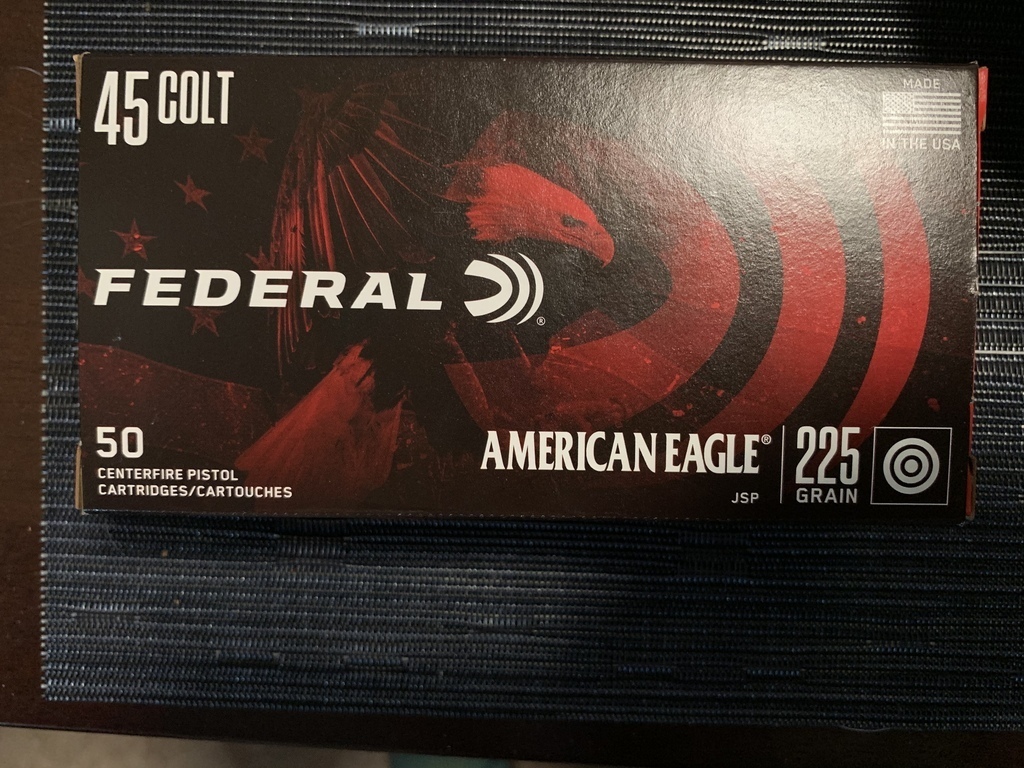 45 COLT
MADE
IN THE USA
FEDERAL®
50
CENTERFIRE PISTOL
CARTRIDGES/CARTOUCHES
AMERICAN EAGLE®
JSP
225
GRAIN